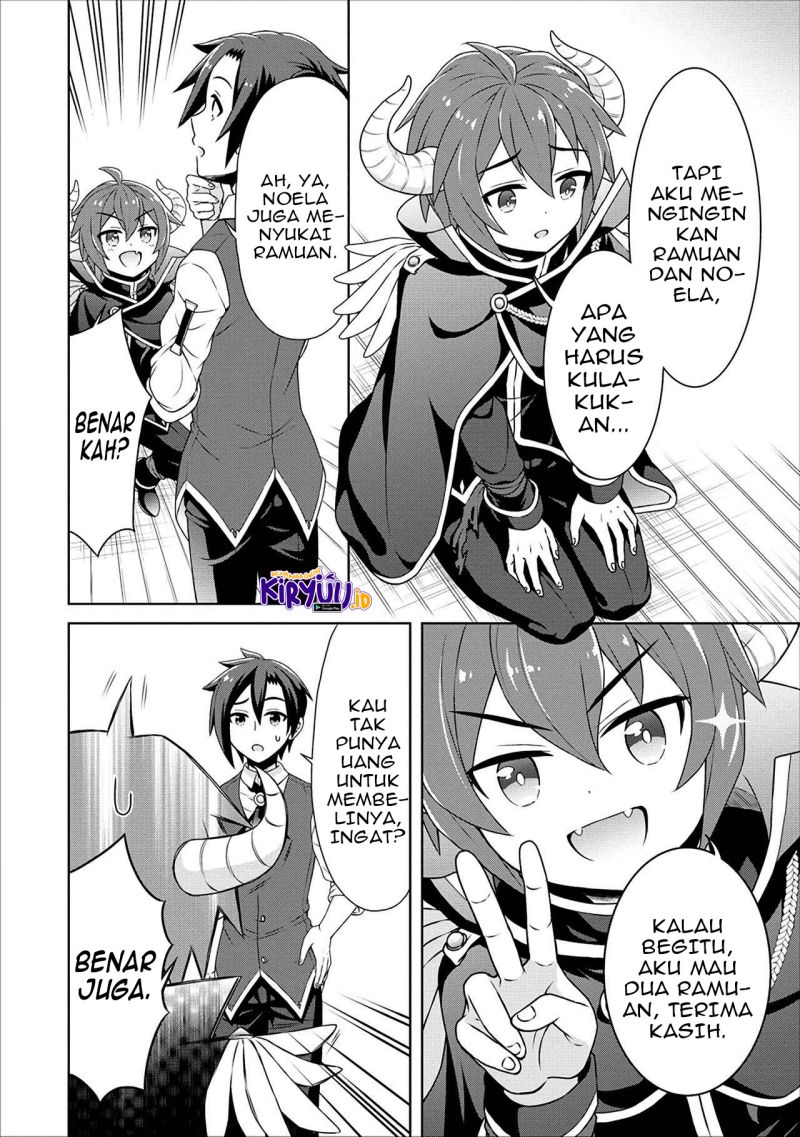 TAPI
AKU ME-
NGINGIN
KAN
RAMUAN
DAN NO-
ELA,
APA
YANG
HARUS
KULA-
KUK-
AN...
AH, YA,
NOELA
JUGA ME-
NYUKAI
RAMUAN.
BENAR
KAH?
KIRYUU.ID
KALAU
BEGITU,
AKU MAU
DUA RAMU-
AN, TERIMA
KASIH.
KAU
TAK
PUNYA
UANG
UNTUK
MEMBE-
LINYA,
INGAT?
BENAR
JUGA.